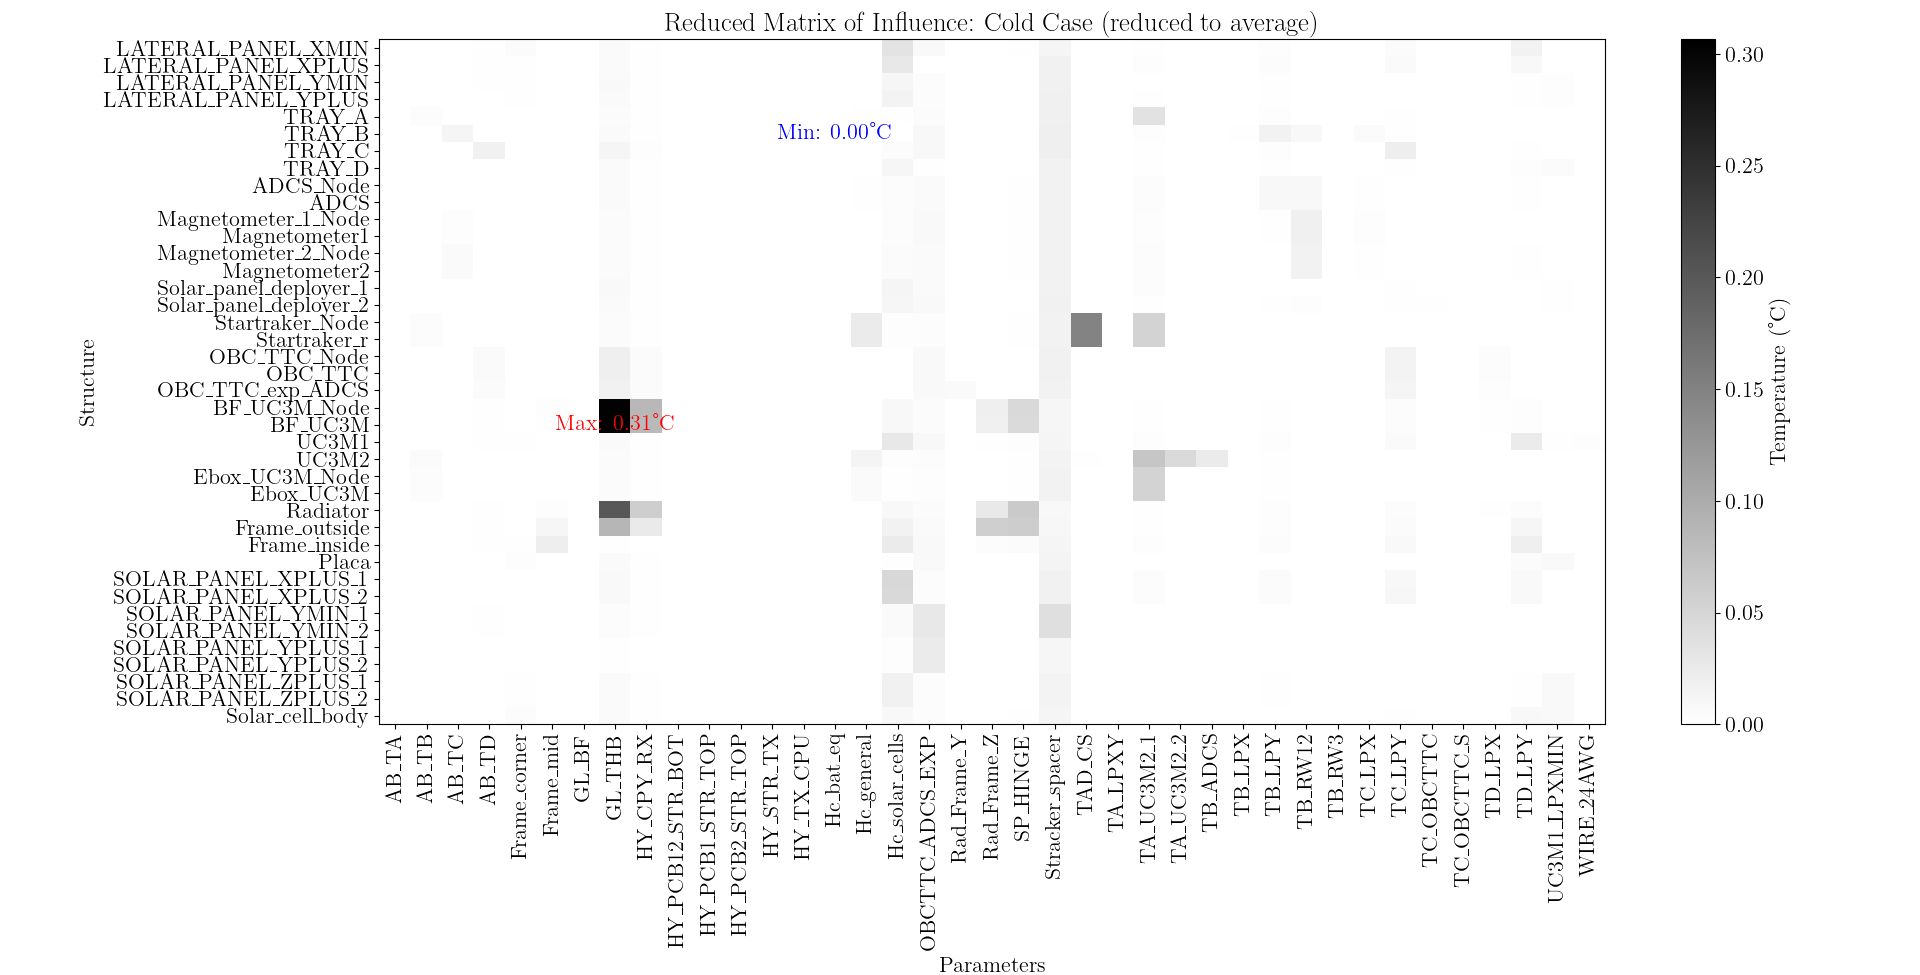 Reduced Matrix of Influence: Cold Case (reduced to average)
LATERAL_PANEL_XMIN
LATERAL_PANEL_XPLUS
LATERAL_PANEL_YMIN
LATERAL_PANEL_YPLUS
TRAY_A
TRAY_B
TRAY_C
TRAY_D
ADCS_Node
ADCS
Magnetometer_1_Node
Magnetometer1
Magnetometer_2_Node
Magnetometer2
Solar_panel_deployer_1
Solar_panel_deployer_2
Startraker_Node
Startraker_r
OBC_TTC_Node
OBC_TTC
OBC_TTC_exp_ADCS
BF_UC3M_Node
BF_UC3M
UC3M1
UC3M2
Ebox_UC3M_Node
Ebox_UC3M
Radiator
Frame_outside
Frame_inside
Placa
SOLAR_PANEL_XPLUS_1
SOLAR_PANEL_XPLUS_2
SOLAR_PANEL_YMIN_1
SOLAR_PANEL_YMIN_2
SOLAR_PANEL_YPLUS_1
SOLAR_PANEL_YPLUS_2
SOLAR_PANEL_ZPLUS_1
SOLAR_PANEL_ZPLUS_2
Solar_cell_body
Structure
Min: 0.00°C
Max: 0.31°C
AB_TA
AB_TB
AB_TC
AB_TD
Frame_corner
Frame_mid
GL_BF
GL_THB
HY_CPY_RX
HY_PCB12_STR_BOT
HY_PCB1_STR_TOP
HY_PCB2_STR_TOP
HY_STR_TX
HY_TX_CPU
Hc_bat_eq
Hc_general
Hc_solar_cells
OBCTTC_ADCS_EXP
Rad_Frame_Y
Rad_Frame_Z
SP_HINGE
Stracker_spacer
TAD_CS
TA_LPXY
TA_UC3M2_1
TA_UC3M2_2
TB_ADCS
TB_LPX
TB_LPY
TB_RW12
TB_RW3
TC_LPX
TC_LPY
TC_OBCTTC
TC_OBCTTC_S
TD_LPX
TD_LPY
UC3M1_LPXMIN
WIRE_24AWG
Parameters
0.30
0.25
0.20
0.15
0.10
0.05
0.00
Temperature (°C)